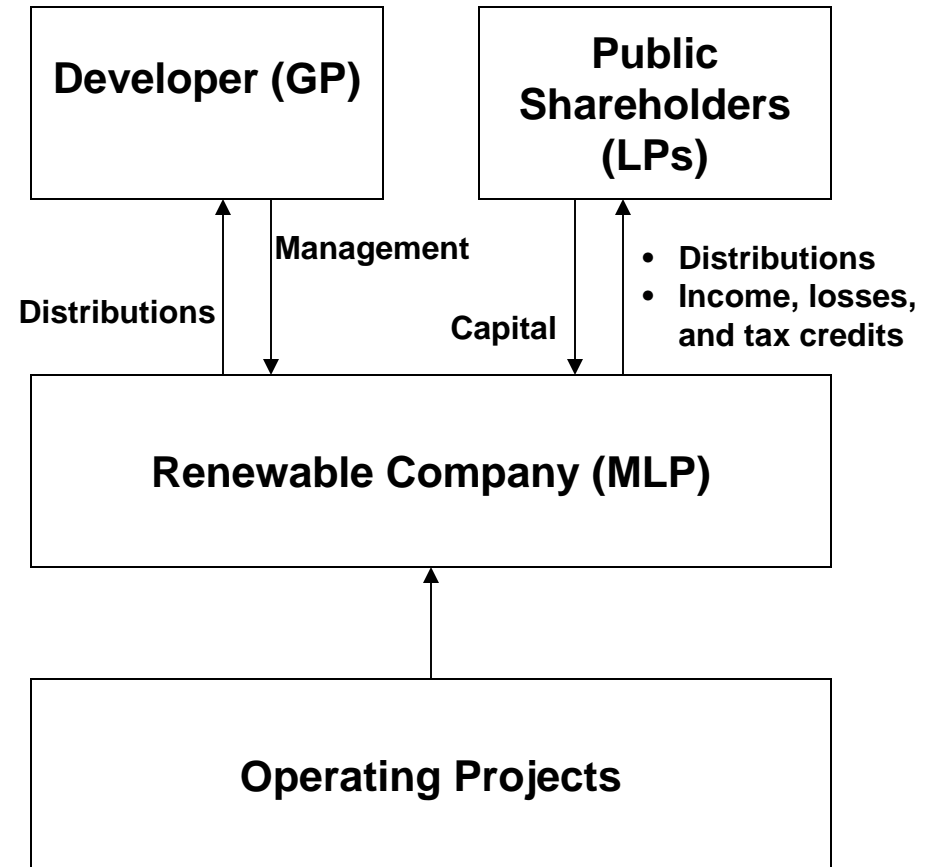 Developer (GP)
Public
Shareholders
(LPs)
Management
Distributions
Capital
• Distributions
• Income, losses,
and tax credits
Renewable Company (MLP)
Operating Projects